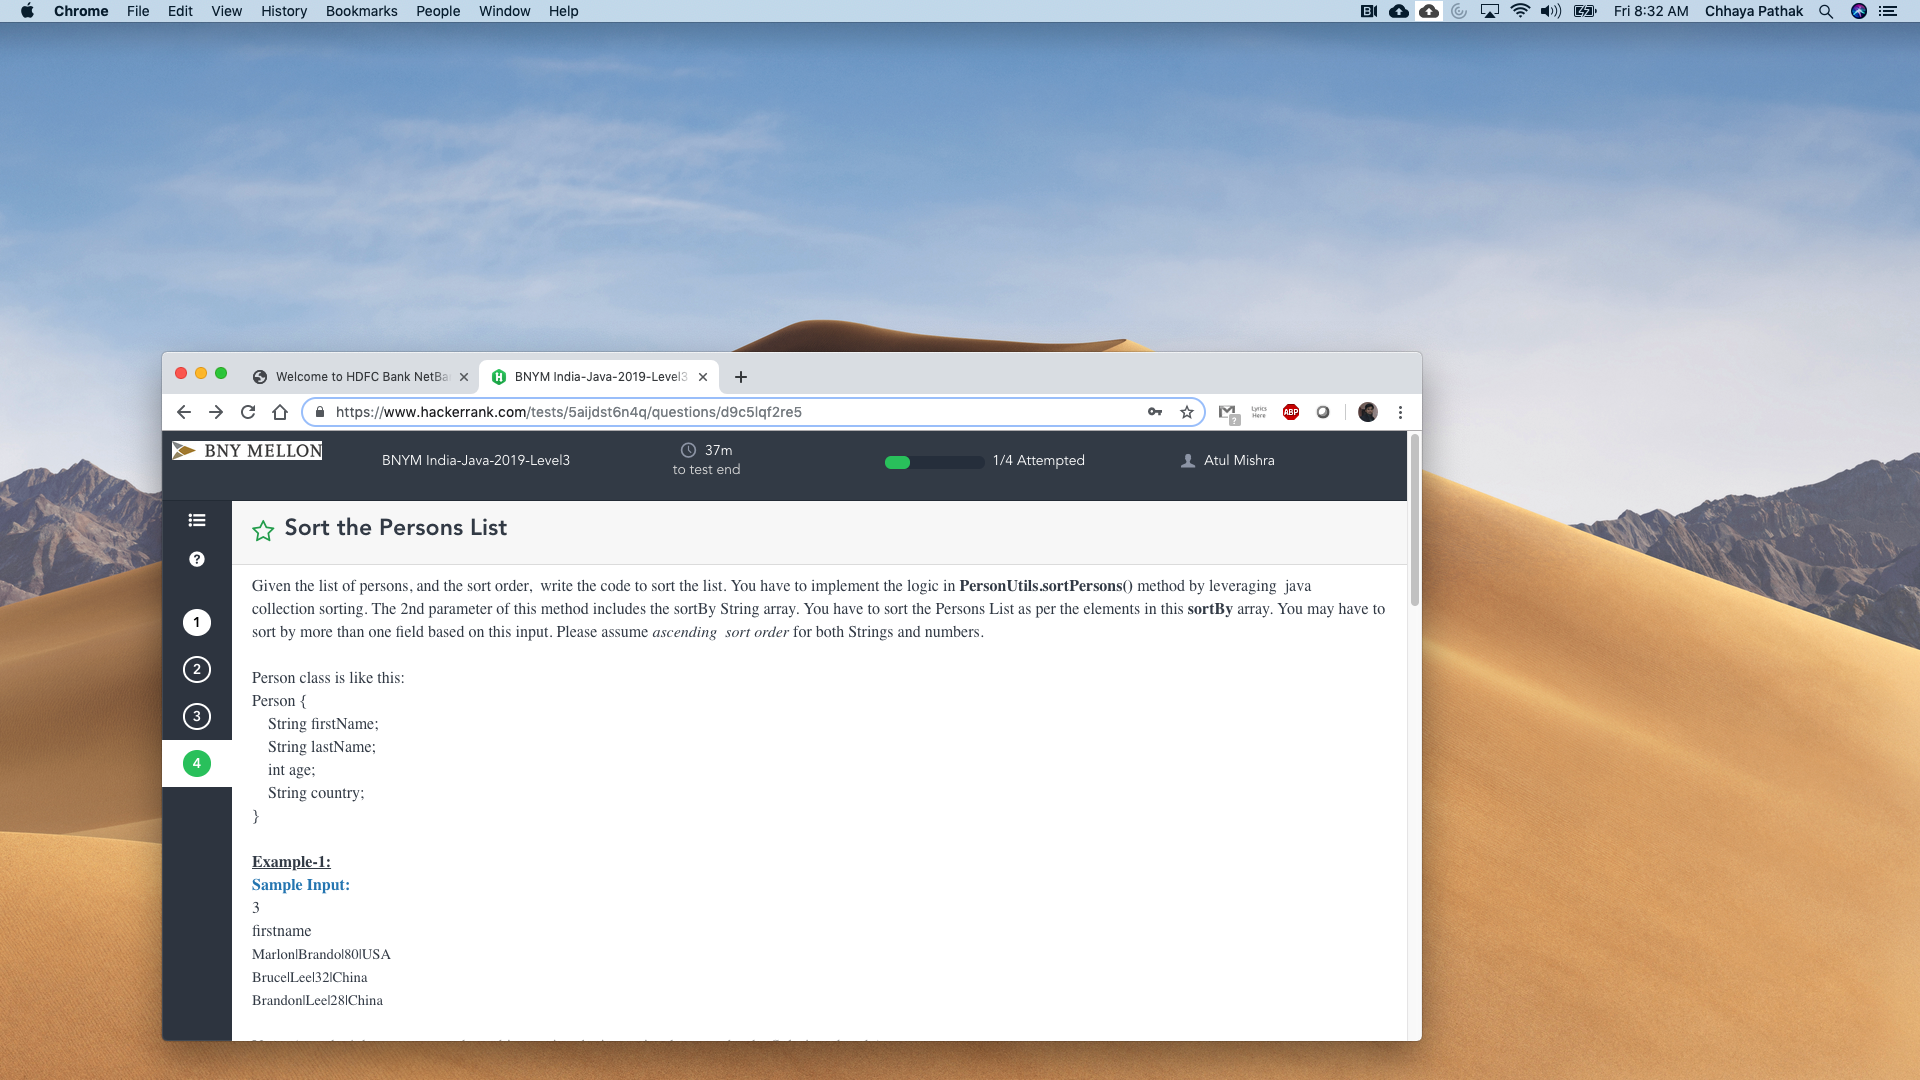 Chrome File Edit View History Bookmarks People Window Help
Fri 8:32 AM Chhaya Pathak
Welcome to HDFC Bank NetBa
BNYM India-Java-2019-Level3
https://www.hackerrank.com/tests/5aijdst6n4q/questions/d9c5lqf2re5
Lyrics
Here
ABP
BNY MELLON
BNYM India-Java-2019-Level3
37m
to test end
1/4 Attempted
Atul Mishra
Sort the Persons List
1
2
3
4
Given the list of persons, and the sort order, write the code to sort the list. You have to implement the logic in PersonUtils.sortPersons() method by leveraging java
collection sorting. The 2nd parameter of this method includes the sortBy String array. You have to sort the Persons List as per the elements in this sortBy array. You may have to
sort by more than one field based on this input. Please assume ascending sort order for both Strings and numbers.
Person class is like this:
Person {
String firstName;
String lastName;
int age;
String country;
}
Example-1:
Sample Input:
3
firstname
Marlon|Brando|80|USA
Bruce|Lee|32|China
Brandon|Lee|28|China